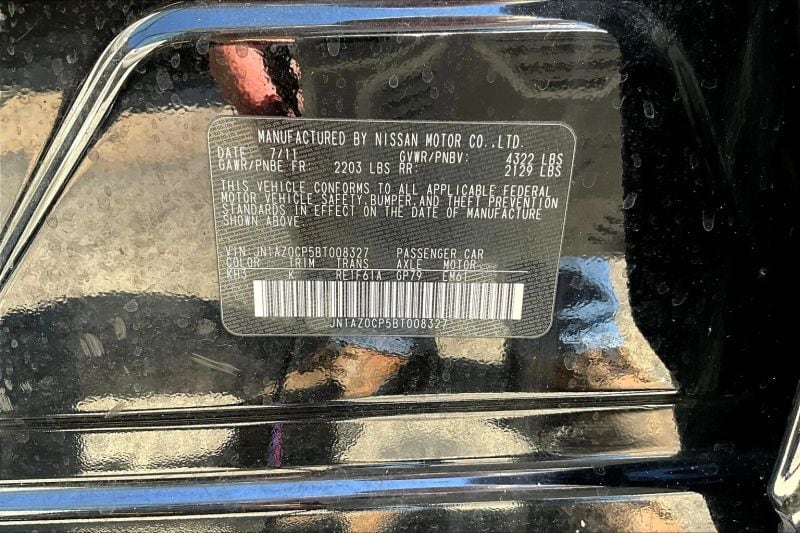 MANUFACTURED BY NISSAN MOTOR CO.,LTD.
DATE: 7/11 GVWR/PNBV: 4322 LBS
GAWR/PNBE FR: 2203 LBS RR: 2129 LBS
THIS VEHICLE CONFORMS TO ALL APPLICABLE FEDERAL
MOTOR VEHICLE SAFETY, BUMPER, AND THEFT PREVENTION
STANDARDS IN EFFECT ON THE DATE OF MANUFACTURE
SHOWN ABOVE.
VIN: JN1AZ0CP5BT008327 PASSENGER CAR
COLOR TRIM TRANS AXLE MOTOR
KH3 K RE1F61A GP79 EM61
JN1AZ0CP5BT008327